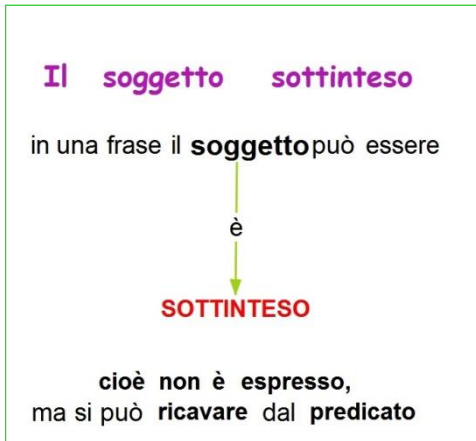 Il soggetto sottinteso
in una frase il soggetto può essere
è
SOTTINTESO
cioè non è espresso,
ma si può ricavare dal predicato